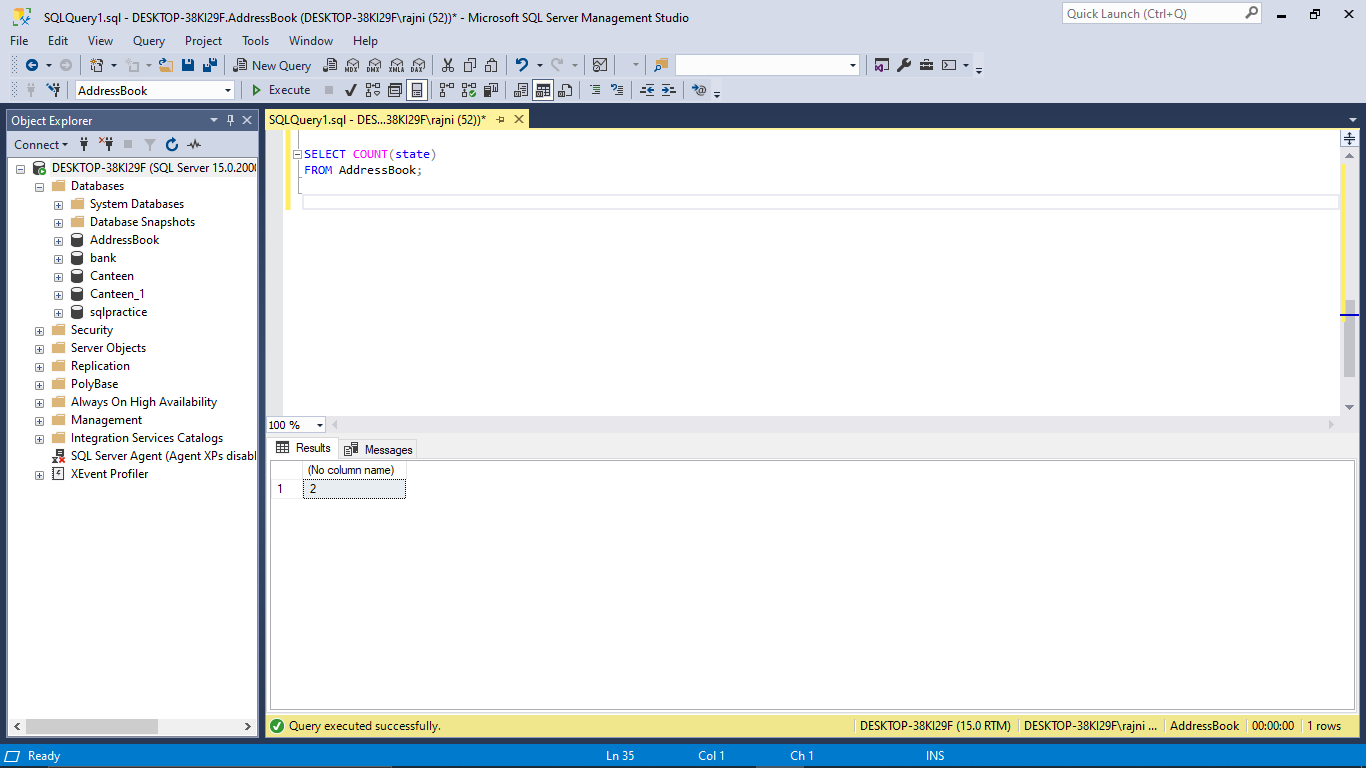 SQLQuery1.sql - DESKTOP-38KI29F.AddressBook (DESKTOP-38KI29F\rajni (52))* - Microsoft SQL Server Management Studio
Quick Launch (Ctrl+Q)
File Edit View Query Project Tools Window Help
New Query MDX DMX XMLA DAX
AddressBook Execute
Object Explorer
Connect
DESKTOP-38KI29F (SQL Server 15.0.2000
Databases
System Databases
Database Snapshots
AddressBook
bank
Canteen
Canteen_1
sqlpractice
Security
Server Objects
Replication
PolyBase
Always On High Availability
Management
Integration Services Catalogs
SQL Server Agent (Agent XPs disabl
XEvent Profiler
SQLQuery1.sql - DES...38KI29F\rajni (52))*
SELECT COUNT(state)
FROM AddressBook;
100 %
Results Messages
(No column name)
1 2
Query executed successfully.
DESKTOP-38KI29F (15.0 RTM) DESKTOP-38KI29F\rajni ... AddressBook 00:00:00 1 rows
Ready Ln 35 Col 1 Ch 1 INS